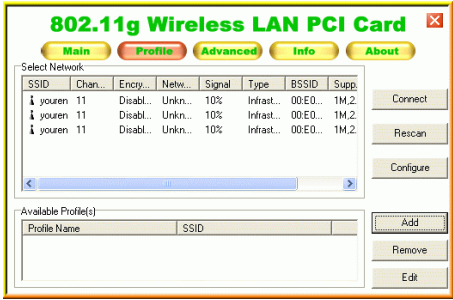 802.11g Wireless LAN PCI Card
Main Profile Advanced Info About
Select Network
SSID Chan... Encry... Netw... Signal Type BSSID Supp.
youren 11 Disabl... Unkn... 10% Infrast... 00:E0... 1M,2.
youren 11 Disabl... Unkn... 10% Infrast... 00:E0... 1M,2.
youren 11 Disabl... Unkn... 10% Infrast... 00:E0... 1M,2.
Connect
Rescan
Configure
Available Profile(s)
Profile Name SSID
Add
Remove
Edit